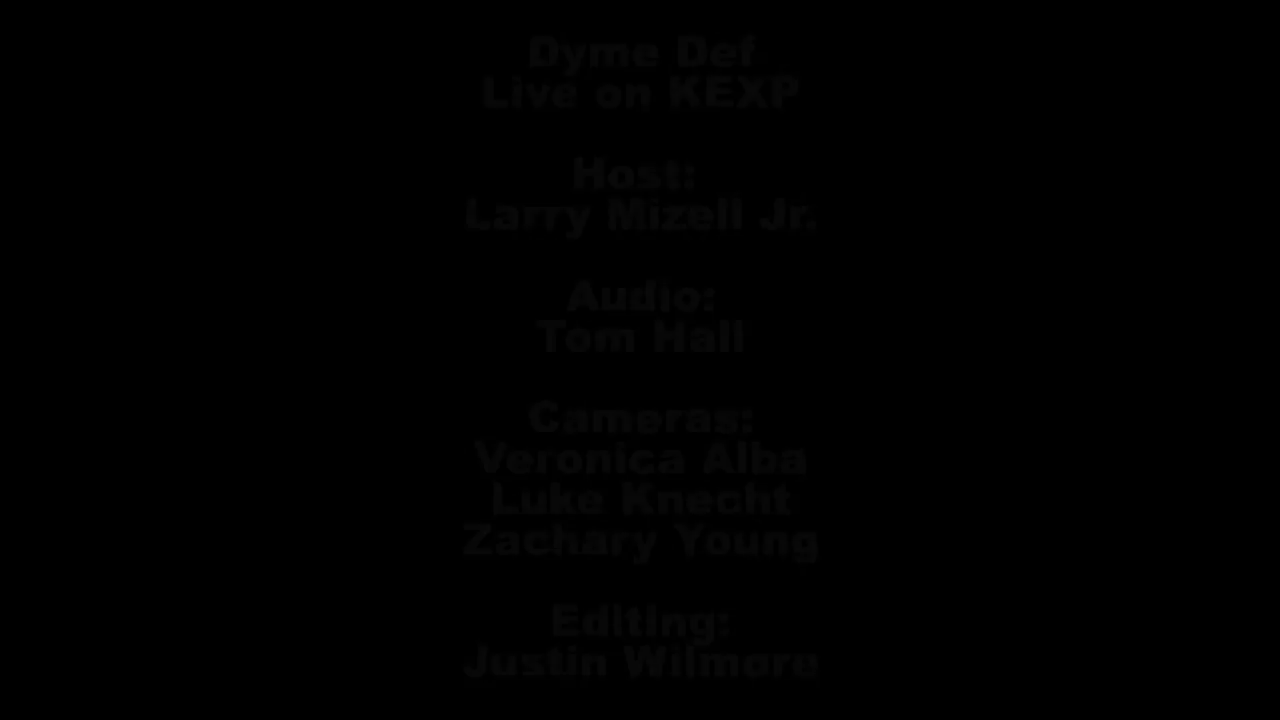 Dyme Def
Live on KEXP
Host:
Larry Mizell Jr.
Audio:
Tom Hall
Cameras:
Veronica Alba
Luke Knecht
Zachary Young
Editing:
Justin Wilmore